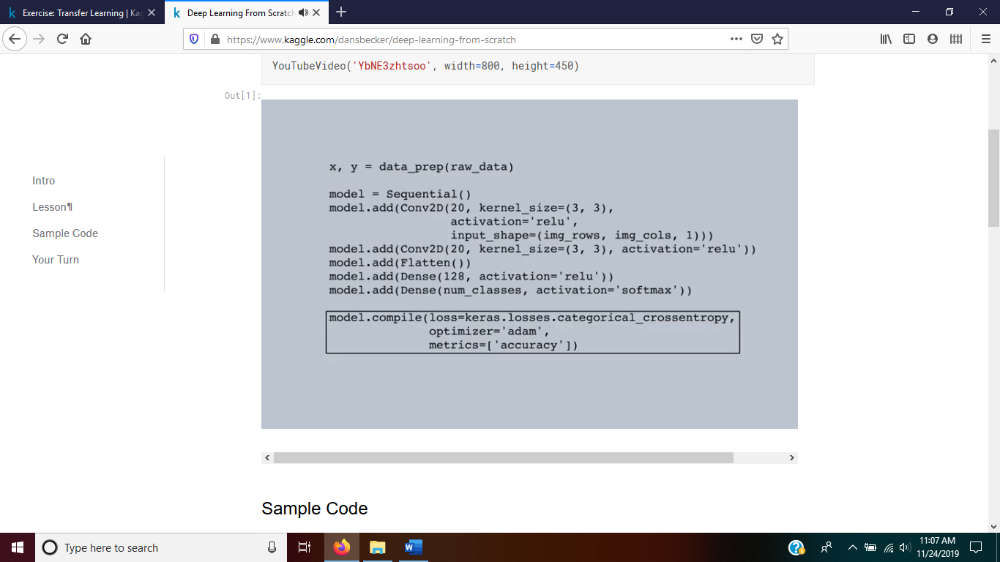 Exercise: Transfer Learning | Kag
Deep Learning From Scratch
https://www.kaggle.com/dansbecker/deep-learning-from-scratch
YouTubeVideo('YbNE3zhtsoo', width=800, height=450)
Out[1]:
Intro
Lesson¶
Sample Code
Your Turn
x, y = data_prep(raw_data)
model = Sequential()
model.add(Conv2D(20, kernel_size=(3, 3),
activation='relu',
input_shape=(img_rows, img_cols, 1)))
model.add(Conv2D(20, kernel_size=(3, 3), activation='relu'))
model.add(Flatten())
model.add(Dense(128, activation='relu'))
model.add(Dense(num_classes, activation='softmax'))
model.compile(loss=keras.losses.categorical_crossentropy,
optimizer='adam',
metrics=['accuracy'])
Sample Code
Type here to search
11:07 AM
11/24/2019